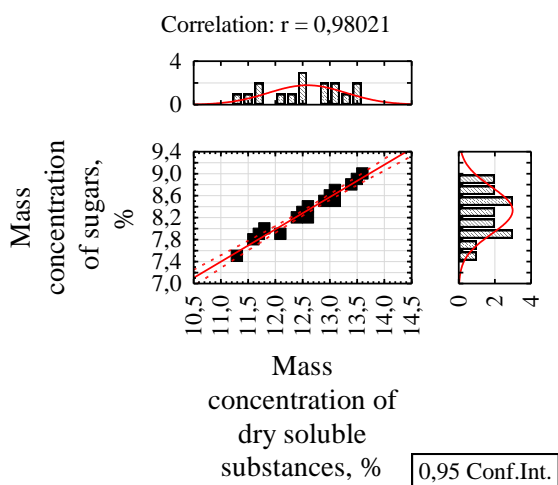 Correlation: r = 0,98021
4
0
Mass
concentration
of sugars,
%
9,4
8,6
8,2
7,8
7,4
7,0
10,5
11,0
11,5
12,0
12,5
13,0
13,5
14,0
14,5
0
2
4
Mass
concentration of
dry soluble
substances, %
0,95 Conf.Int.